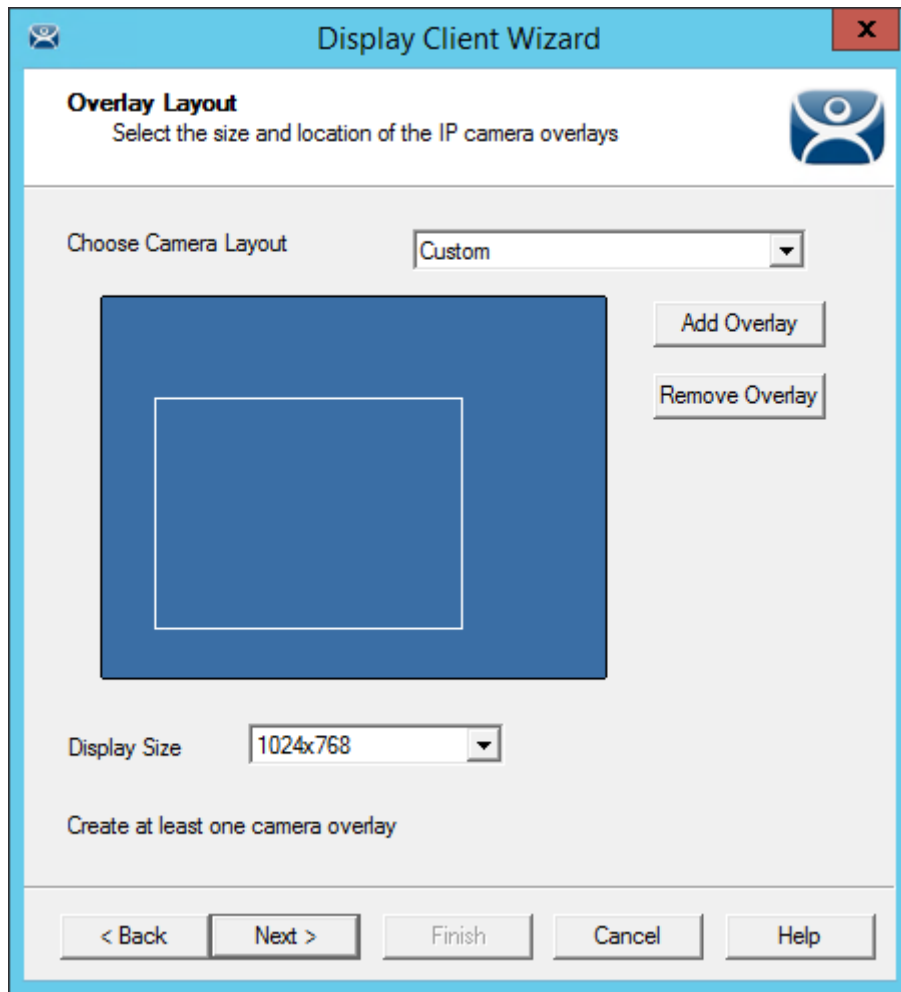 Display Client Wizard
x
Overlay Layout
Select the size and location of the IP camera overlays
Choose Camera Layout
Custom
Add Overlay
Remove Overlay
Display Size
1024x768
Create at least one camera overlay
< Back
Next >
Finish
Cancel
Help